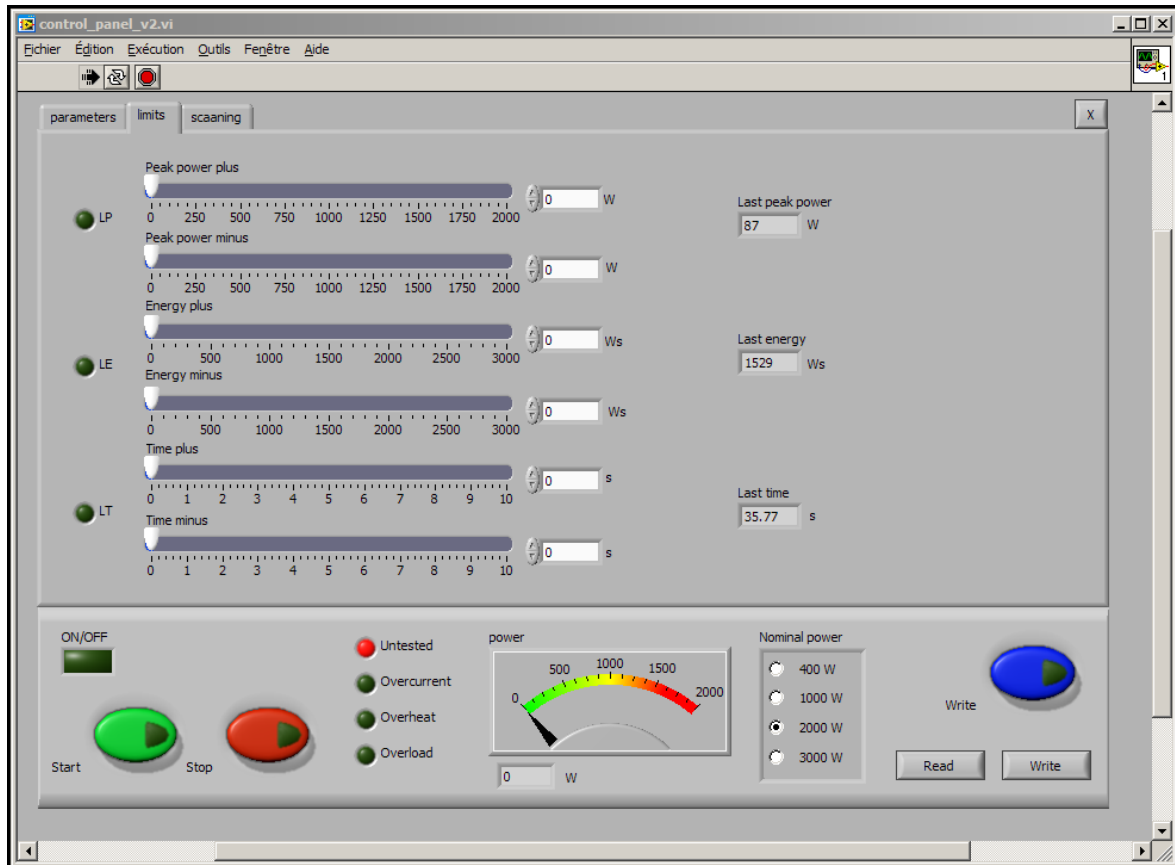 control_panel_v2.vi
Fichier Édition Exécution Outils Fenêtre Aide
1
parameters limits scaaning X
Peak power plus
LP
0 250 500 750 1000 1250 1500 1750 2000
0 W
Last peak power
87 W
Peak power minus
0 250 500 750 1000 1250 1500 1750 2000
0 W
Energy plus
LE
0 500 1000 1500 2000 2500 3000
0 Ws
Last energy
1529 Ws
Energy minus
0 500 1000 1500 2000 2500 3000
0 Ws
Time plus
LT
0 1 2 3 4 5 6 7 8 9 10
0 s
Last time
35.77 s
Time minus
0 1 2 3 4 5 6 7 8 9 10
0 s
ON/OFF
Start
Stop
Untested
Overcurrent
Overheat
Overload
power
0 500 1000 1500 2000
0 W
Nominal power
400 W
1000 W
2000 W
3000 W
Write
Read Write